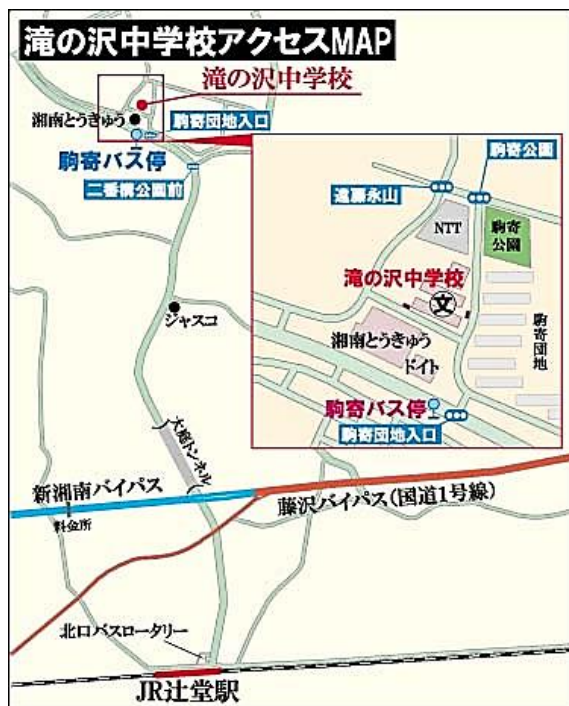 滝の沢中学校アクセスMAP
滝の沢中学校
湘南とうきゅう
駒寄団地入口
駒寄バス停
二番構公園前
駒寄公園
遠藤永山
NTT
駒寄
公園
滝の沢中学校
文
湘南とうきゅう
ドイト
駒寄団地
駒寄バス停
駒寄団地入口
ジャスコ
大庭トンネル
新湘南バイパス
料金所
藤沢バイパス(国道1号線)
北口バスロータリー
JR辻堂駅